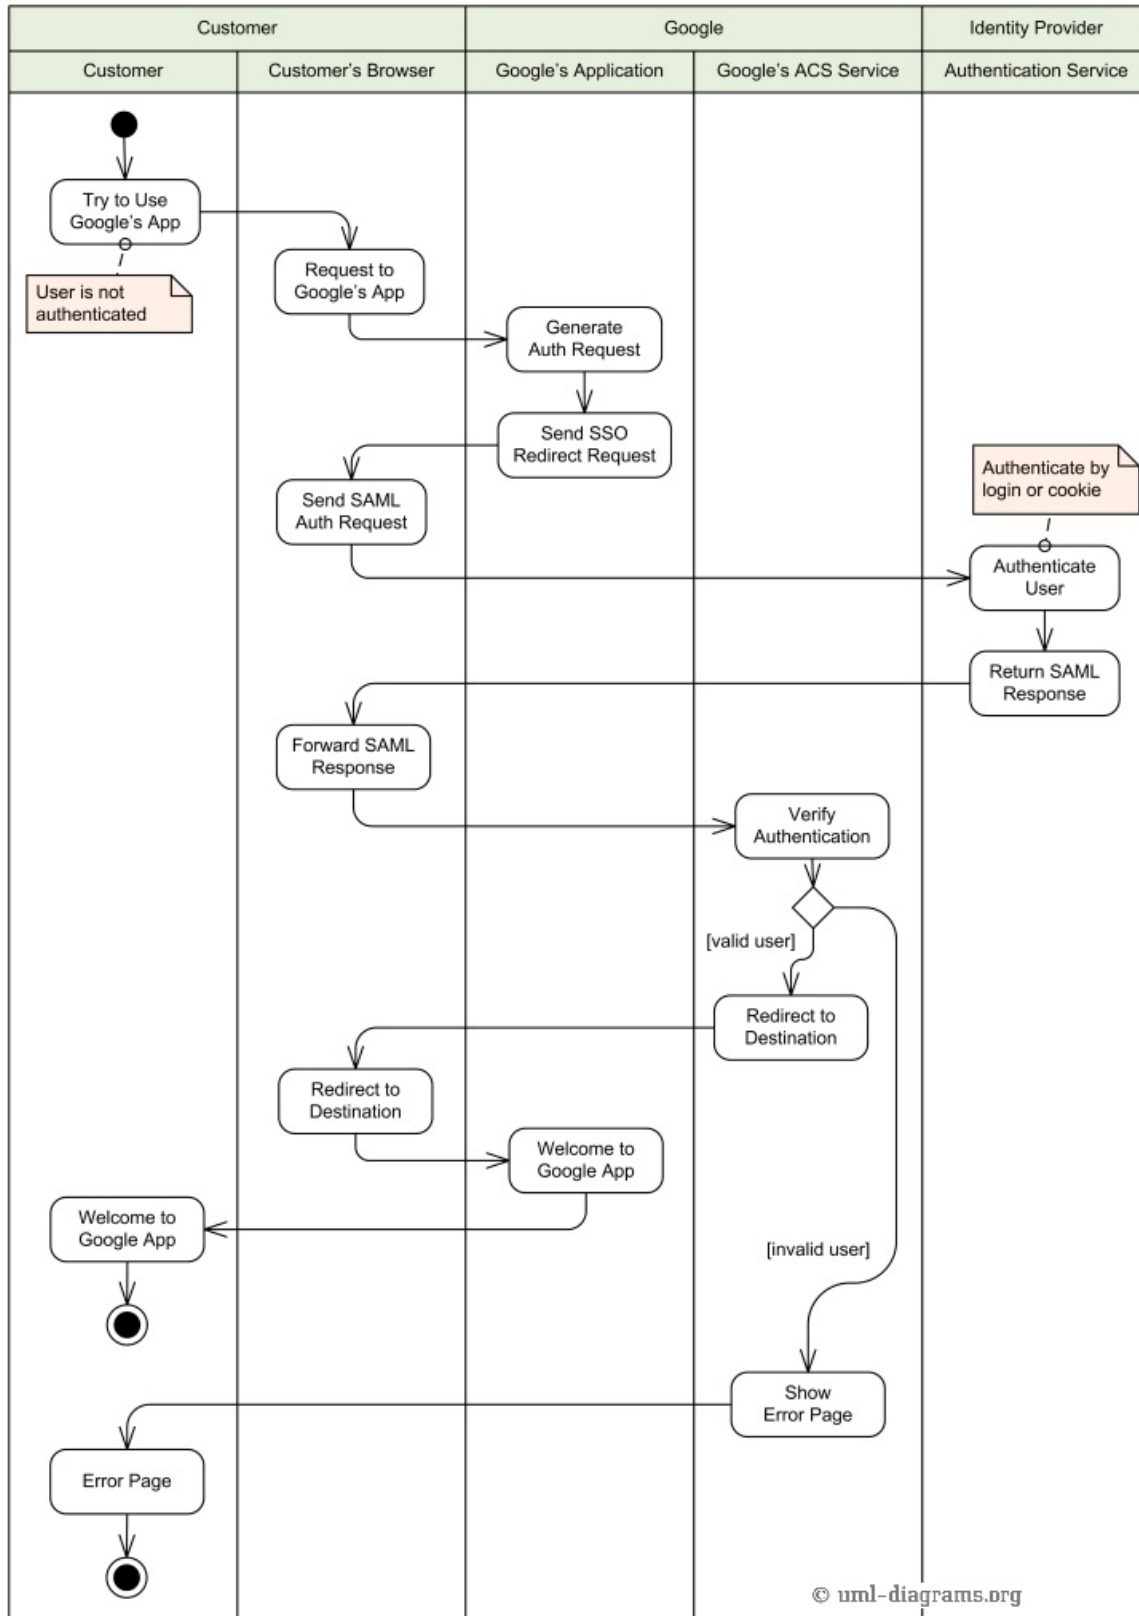 Customer
Google
Identity Provider
Customer
Customer's Browser
Google's Application
Google's ACS Service
Authentication Service
Try to Use
Google's App
User is not
authenticated
Request to
Google's App
Generate
Auth Request
Send SSO
Redirect Request
Send SAML
Auth Request
Authenticate by
login or cookie
Authenticate
User
Return SAML
Response
Forward SAML
Response
Verify
Authentication
[valid user]
Redirect to
Destination
Redirect to
Destination
Welcome to
Google App
Welcome to
Google App
[invalid user]
Show
Error Page
Error Page
© uml-diagrams.org